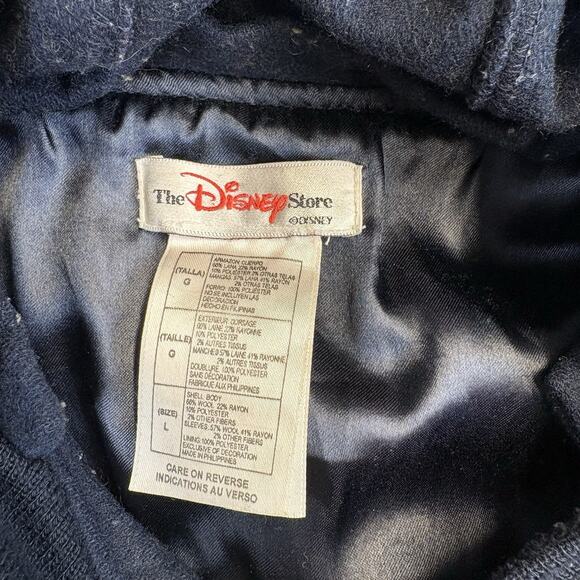 The Disney Store
©DISNEY
(TALLA)
G
ARMAZON CUERPO
66% LANA 22% RAYON
10% POLIESTER 2% OTRAS TELAS
MANGAS: 57% LANA 41% RAYON
2% OTRAS TELAS
FORRO: 100% POLIESTER
NO SE INCLUYEN LAS
DECORACION
HECHO EN FILIPINAS
(TAILLE)
G
EXTERIEUR CORSAGE
66% LAINE 22% RAYONNE
10% POLYESTER
2% AUTRES TISSUS
MANCHES 57% LAINE 41% RAYONNE
2% AUTRES TISSUS
DOUBLURE 100% POLYESTER
SANS DÉCORATION
FABRIQUÉ AUX PHILIPPINES
(SIZE)
L
SHELL BODY
66% WOOL 22% RAYON
10% POLYESTER
2% OTHER FIBERS
SLEEVES: 57% WOOL 41% RAYON
2% OTHER FIBERS
LINING:100% POLYESTER
EXCLUSIVE OF DECORATION
MADE IN PHILIPPINES
CARE ON REVERSE
INDICATIONS AU VERSO